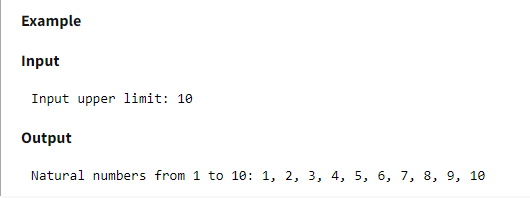 Example
Input
Input upper limit: 10
Output
Natural numbers from 1 to 10: 1, 2, 3, 4, 5, 6, 7, 8, 9, 10